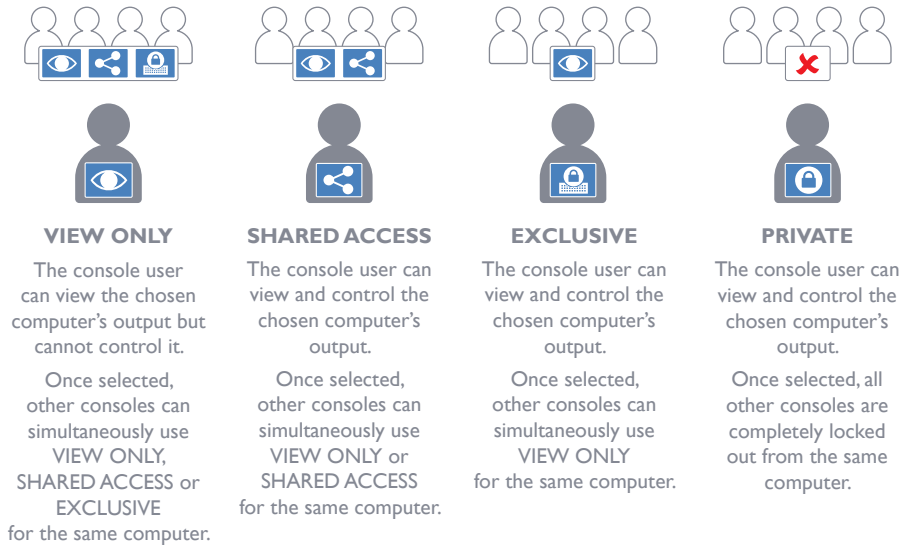 VIEW ONLY
The console user
can view the chosen
computer's output but
cannot control it.
Once selected,
other consoles can
simultaneously use
VIEW ONLY,
SHARED ACCESS or
EXCLUSIVE
for the same computer.
SHARED ACCESS
The console user can
view and control the
chosen computer's
output.
Once selected,
other consoles can
simultaneously use
VIEW ONLY or
SHARED ACCESS
for the same computer.
EXCLUSIVE
The console user can
view and control the
chosen computer's
output.
Once selected,
other consoles can
simultaneously use
VIEW ONLY
for the same computer.
PRIVATE
The console user can
view and control the
chosen computer's
output.
Once selected, all
other consoles are
completely locked
out from the same
computer.